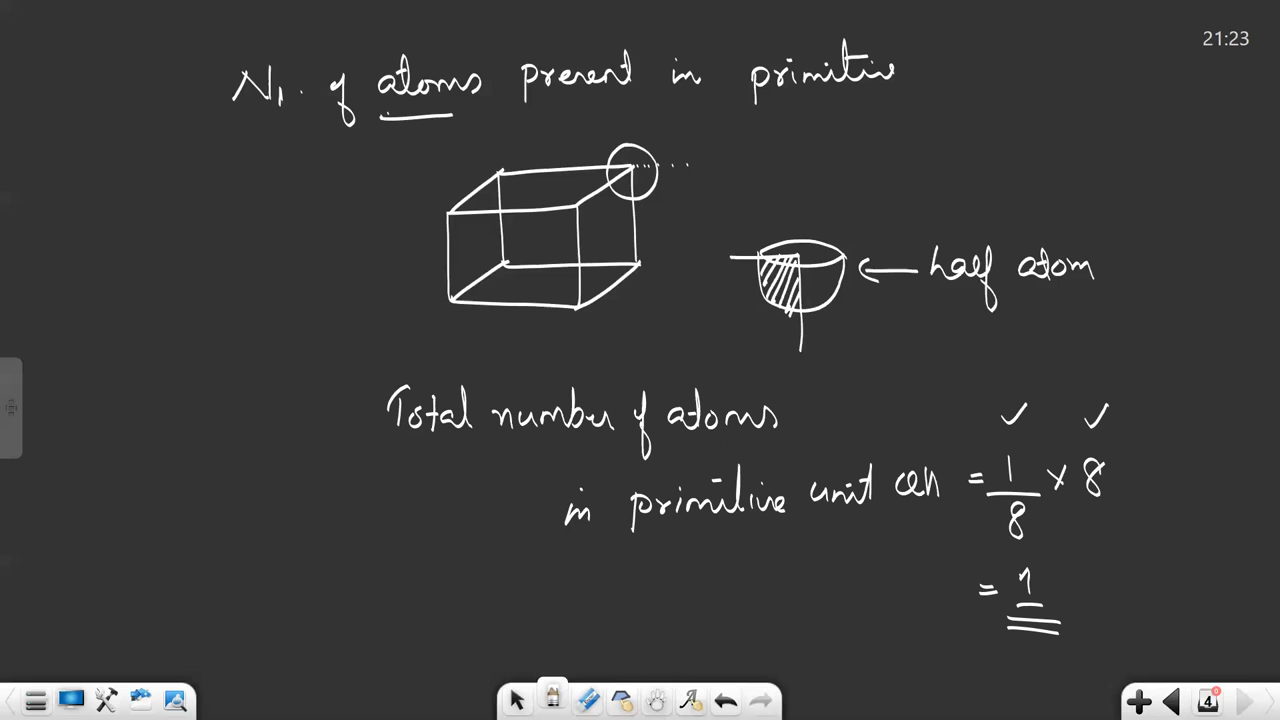 21:23
No. of atoms present in primitive
half atom
Total number of atoms ✓ ✓
in primitive unit cell = 1/8 × 8
= 1
4